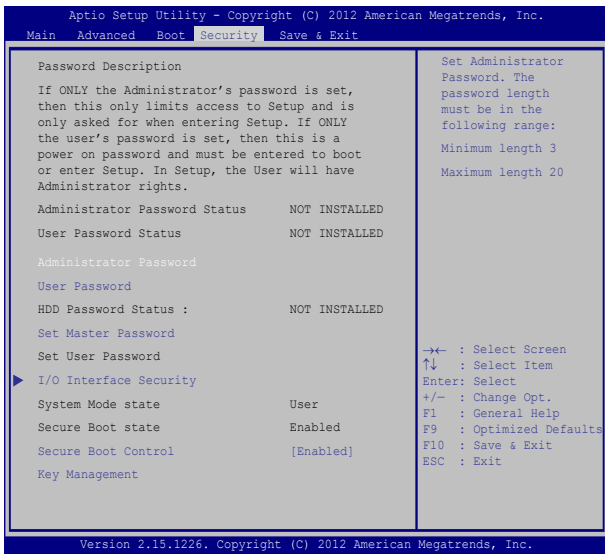 Aptio Setup Utility - Copyright (C) 2012 American Megatrends, Inc.
Main Advanced Boot Security Save & Exit
Password Description
If ONLY the Administrator's password is set,
then this only limits access to Setup and is
only asked for when entering Setup. If ONLY
the user's password is set, then this is a
power on password and must be entered to boot
or enter Setup. In Setup, the User will have
Administrator rights.
Administrator Password Status NOT INSTALLED
User Password Status NOT INSTALLED
Administrator Password
User Password
HDD Password Status : NOT INSTALLED
Set Master Password
Set User Password
I/O Interface Security
System Mode state User
Secure Boot state Enabled
Secure Boot Control [Enabled]
Key Management
Set Administrator
Password. The
password length
must be in the
following range:
Minimum length 3
Maximum length 20
→← : Select Screen
↑↓ : Select Item
Enter: Select
+/— : Change Opt.
F1 : General Help
F9 : Optimized Defaults
F10 : Save & Exit
ESC : Exit
Version 2.15.1226. Copyright (C) 2012 American Megatrends, Inc.